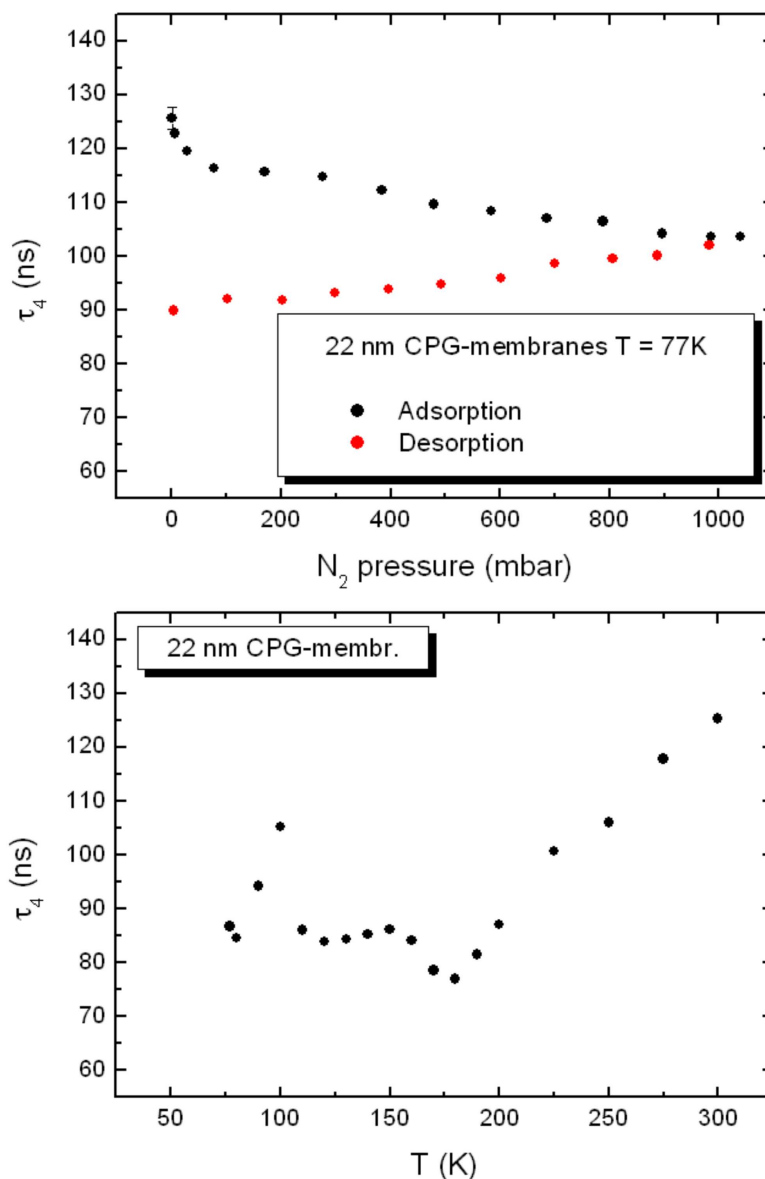 140
130
120
110
100
90
80
70
60
τ4 (ns)
22 nm CPG-membranes T = 77K
Adsorption
Desorption
0 200 400 600 800 1000
N2 pressure (mbar)
22 nm CPG-membr.
140
130
120
110
100
90
80
70
60
τ4 (ns)
50 100 150 200 250 300
T (K)